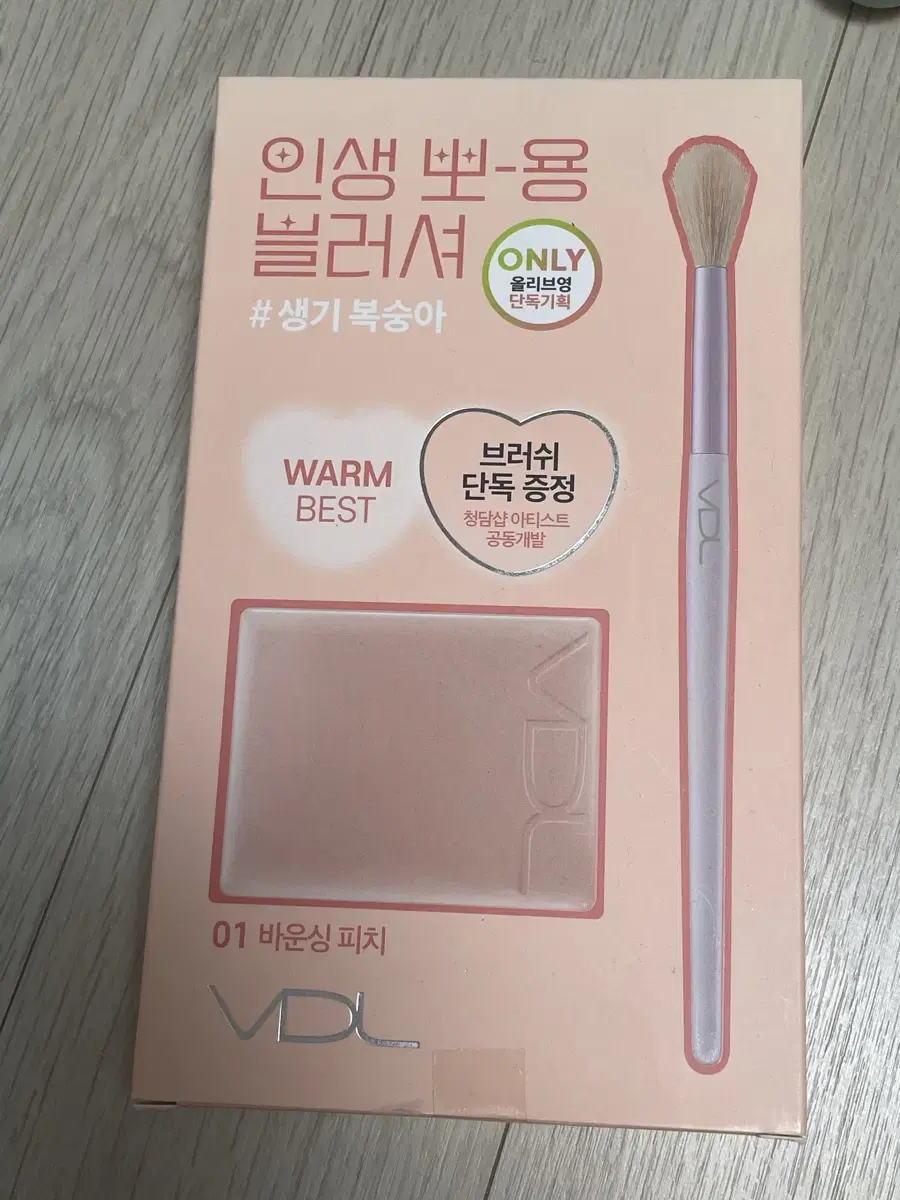 인생 뽀-용
블러셔
# 생기 복숭아
ONLY
올리브영
단독기획
WARM
BEST
브러쉬
단독 증정
청담샵 아티스트
공동개발
VDL
VDL
01 바운싱 피치
VDL